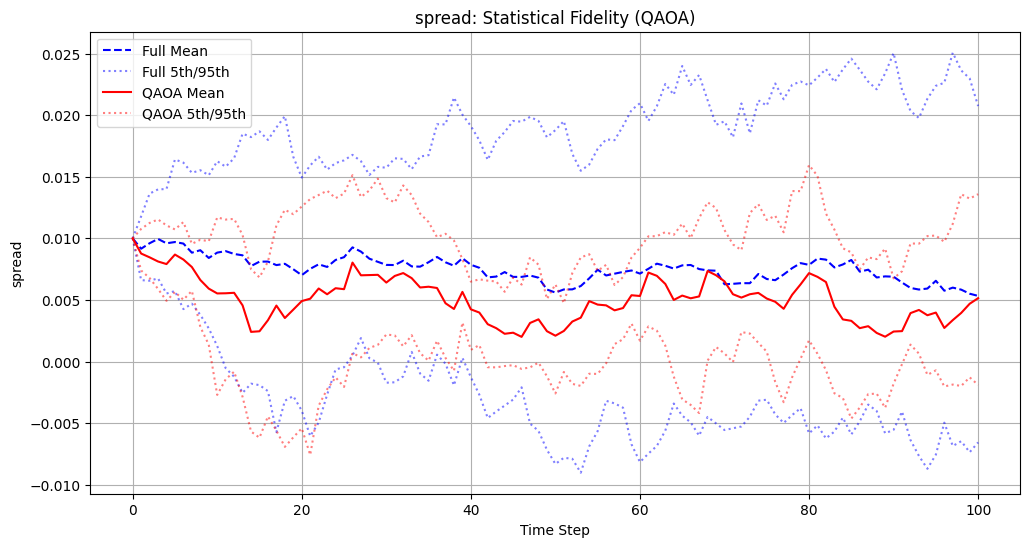 spread: Statistical Fidelity (QAOA)
Full Mean
Full 5th/95th
QAOA Mean
QAOA 5th/95th
0.025
0.020
0.015
0.010
0.005
0.000
−0.005
−0.010
spread
0 20 40 60 80 100
Time Step